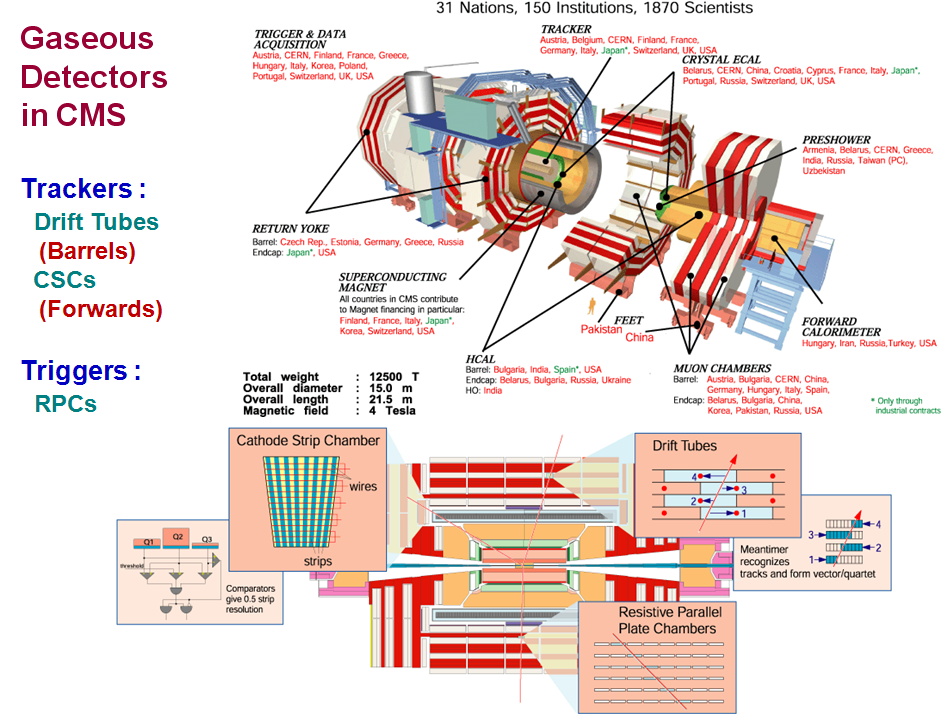 31 Nations, 150 Institutions, 1870 Scientists
Gaseous
Detectors
in CMS
Trackers :
Drift Tubes
(Barrels)
CSCs
(Forwards)
Triggers :
RPCs
TRIGGER & DATA
ACQUISITION
Austria, CERN, Finland, France, Greece,
Hungary, Italy, Korea, Poland,
Portugal, Switzerland, UK, USA
TRACKER
Austria, Belgium, CERN, Finland, France,
Germany, Italy, Japan*, Switzerland, UK, USA
CRYSTAL ECAL
Belarus, CERN, China, Croatia, Cyprus, France, Italy, Japan*,
Portugal, Russia, Switzerland, UK, USA
PRESHOWER
Armenia, Belarus, CERN, Greece,
India, Russia, Taiwan (PC),
Uzbekistan
RETURN YOKE
Barrel: Czech Rep., Estonia, Germany, Greece, Russia
Endcap: Japan*, USA
SUPERCONDUCTING
MAGNET
All countries in CMS contribute
to Magnet financing in particular:
Finland, France, Italy, Japan*,
Korea, Switzerland, USA
FEET
Pakistan
China
FORWARD
CALORIMETER
Hungary, Iran, Russia,Turkey, USA
HCAL
Barrel: Bulgaria, India, Spain*, USA
Endcap: Belarus, Bulgaria, Russia, Ukraine
HO: India
MUON CHAMBERS
Barrel: Austria, Bulgaria, CERN, China,
Germany, Hungary, Italy, Spain,
Endcap: Belarus, Bulgaria, China,
Korea, Pakistan, Russia, USA
* Only through
industrial contracts
Total weight : 12500 T
Overall diameter : 15.0 m
Overall length : 21.5 m
Magnetic field : 4 Tesla
Cathode Strip Chamber
wires
strips
Q1
Q2
Q3
threshold
Comparators
give 0.5 strip
resolution
Drift Tubes
4
3
2
1
Meantimer
recognizes
tracks and form vector/quartet
4
3
2
1
Resistive Parallel
Plate Chambers